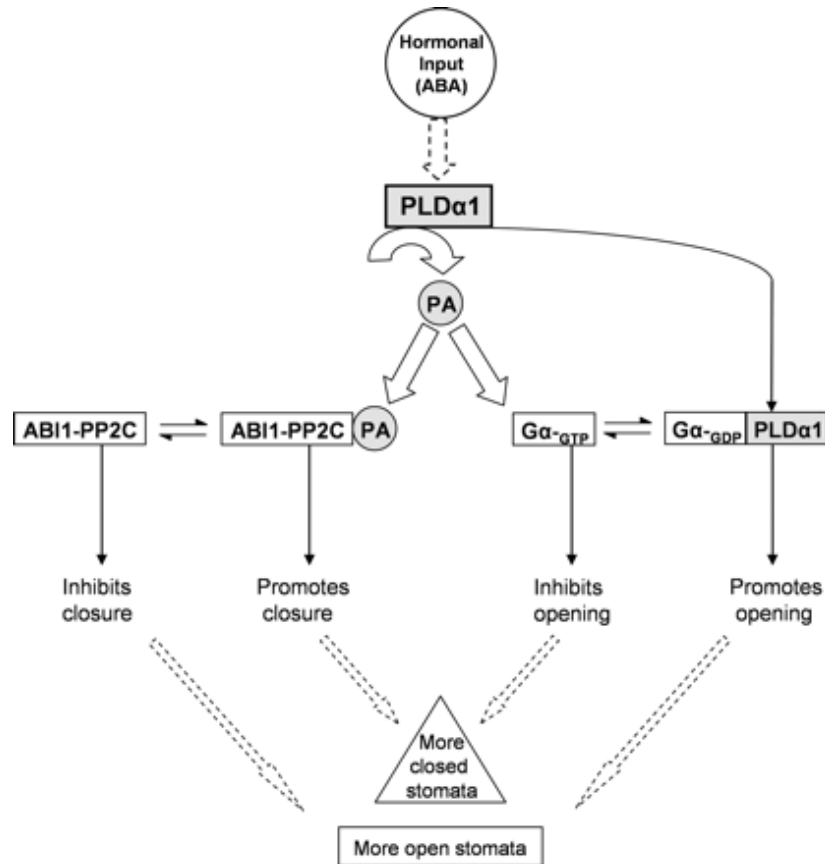 Hormonal
Input
(ABA)
PLDα1
PA
ABI1-PP2C
ABI1-PP2C PA
Gα-GTP
Gα-GDP PLDα1
Inhibits
closure
Promotes
closure
Inhibits
opening
Promotes
opening
More
closed
stomata
More open stomata